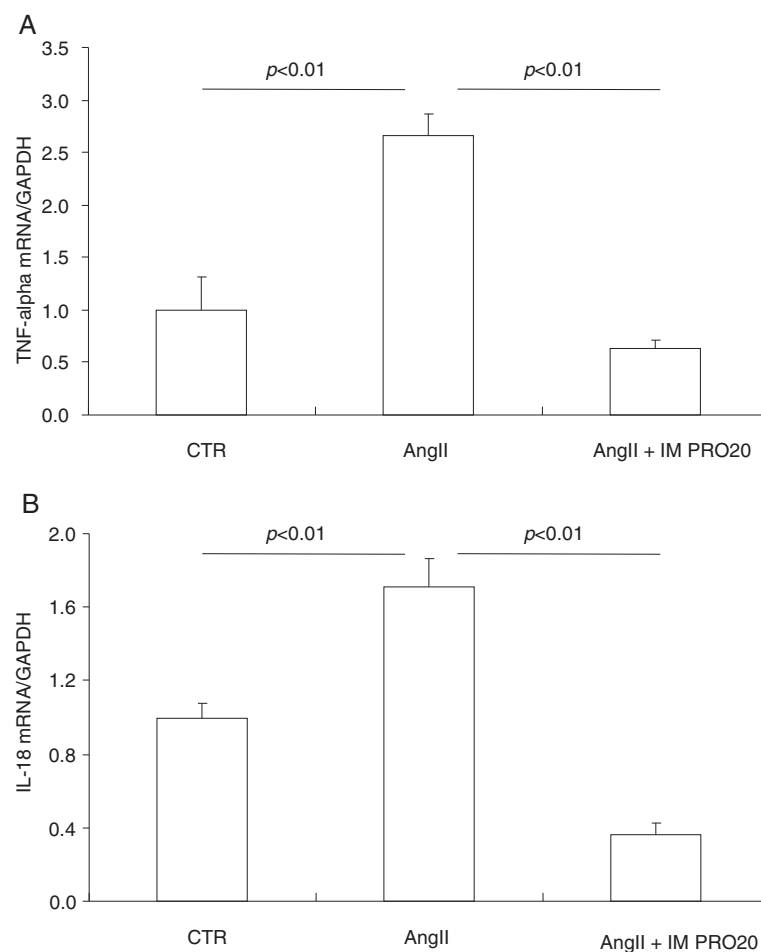 A
3.5
p<0.01 p<0.01
3.0
2.5
2.0
1.5
1.0
0.5
0.0
TNF-alpha mRNA/GAPDH
CTR AngII AngII + IM PRO20
B
2.0
p<0.01 p<0.01
1.6
1.2
0.8
0.4
0.0
IL-18 mRNA/GAPDH
CTR AngII AngII + IM PRO20